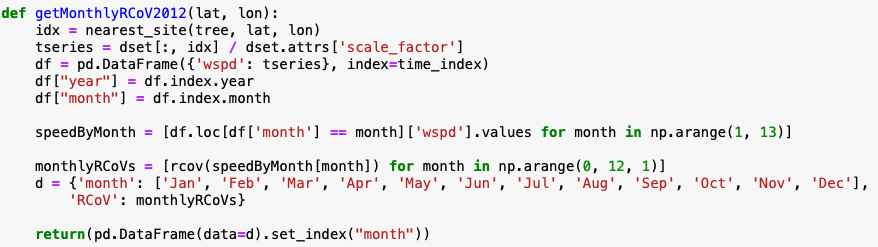 def getMonthlyRCoV2012(lat, lon):
    idx = nearest_site(tree, lat, lon)
    tseries = dset[:, idx] / dset.attrs['scale_factor']
    df = pd.DataFrame({'wspd': tseries}, index=time_index)
    df["year"] = df.index.year
    df["month"] = df.index.month

    speedByMonth = [df.loc[df['month'] == month]['wspd'].values for month in np.arange(1, 13)]

    monthlyRCoVs = [rcov(speedByMonth[month]) for month in np.arange(0, 12, 1)]
    d = {'month': ['Jan', 'Feb', 'Mar', 'Apr', 'May', 'Jun', 'Jul', 'Aug', 'Sep', 'Oct', 'Nov', 'Dec'],
        'RCoV': monthlyRCoVs}

    return(pd.DataFrame(data=d).set_index("month"))